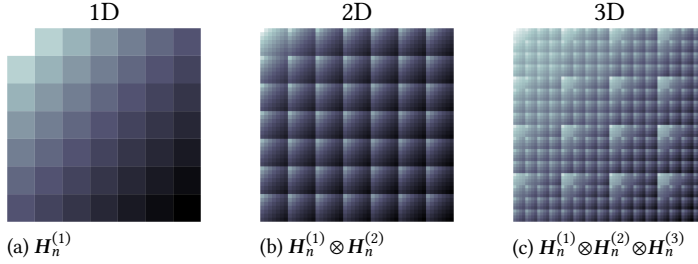 1D 2D 3D
(a) H_n^{(1)} (b) H_n^{(1)} ⊗ H_n^{(2)} (c) H_n^{(1)} ⊗ H_n^{(2)} ⊗ H_n^{(3)}